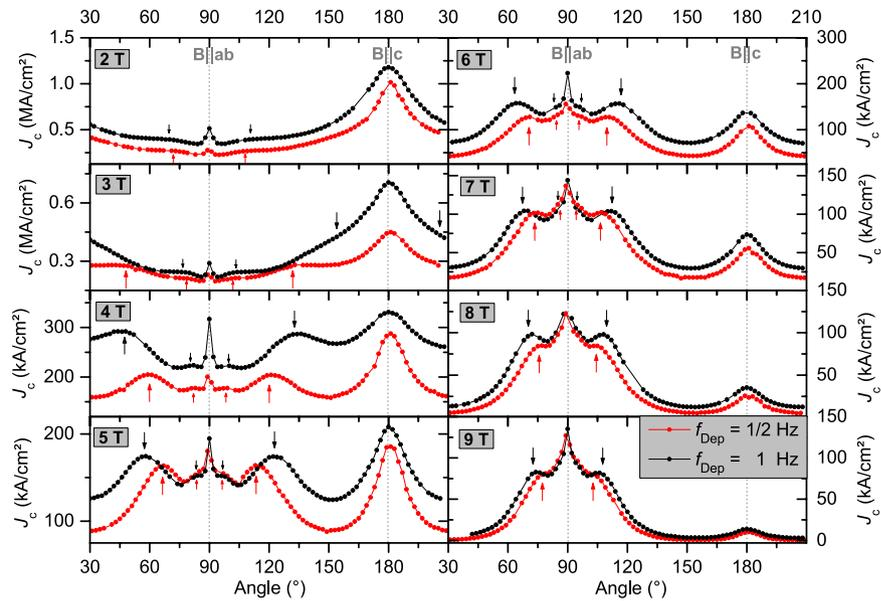 30 60 90 120 150 180 30 60 90 120 150 180 210
2 T B||ab B||c
1.5
1.0
0.5
J_c (MA/cm²)
6 T B||ab B||c
300
200
100
J_c (kA/cm²)
3 T
0.6
0.3
J_c (MA/cm²)
7 T
150
100
50
J_c (kA/cm²)
4 T
300
200
J_c (kA/cm²)
8 T
150
100
50
J_c (kA/cm²)
5 T
200
100
J_c (kA/cm²)
9 T
f_Dep = 1/2 Hz
f_Dep = 1 Hz
150
100
50
0
J_c (kA/cm²)
30 60 90 120 150 180 30 60 90 120 150 180 210
Angle (°) Angle (°)